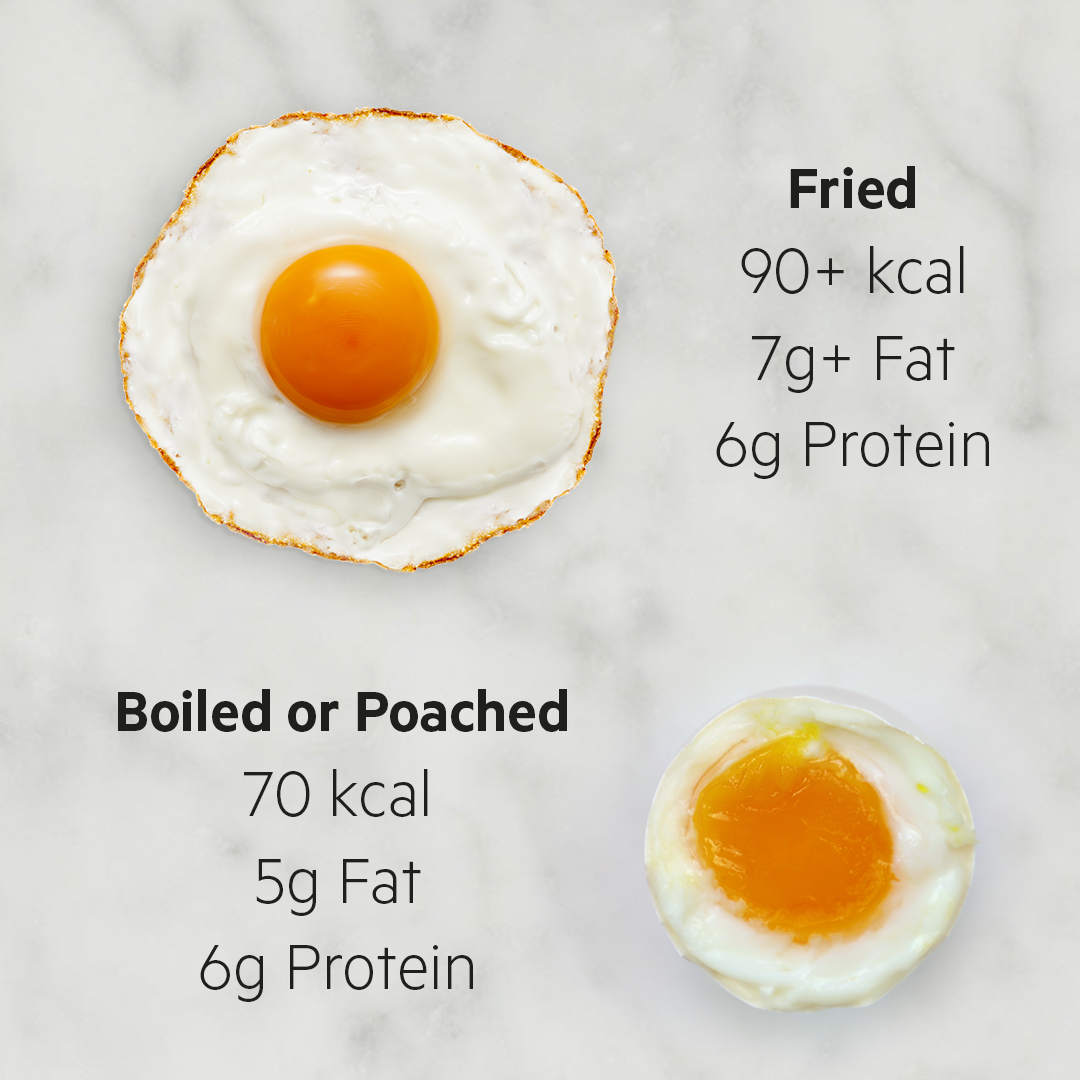 Fried
90+ kcal
7g+ Fat
6g Protein
Boiled or Poached
70 kcal
5g Fat
6g Protein